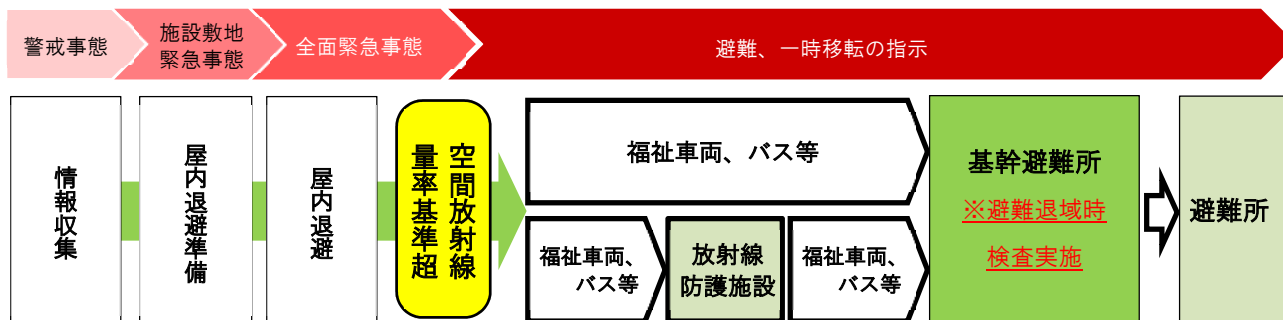 警戒事態
施設敷地
緊急事態
全面緊急事態
避難、一時移転の指示
情報収集
屋内退避準備
屋内退避
空間放射線
量率基準超
福祉車両、バス等
福祉車両、
バス等
放射線
防護施設
福祉車両、
バス等
基幹避難所
※避難退域時
検査実施
避難所